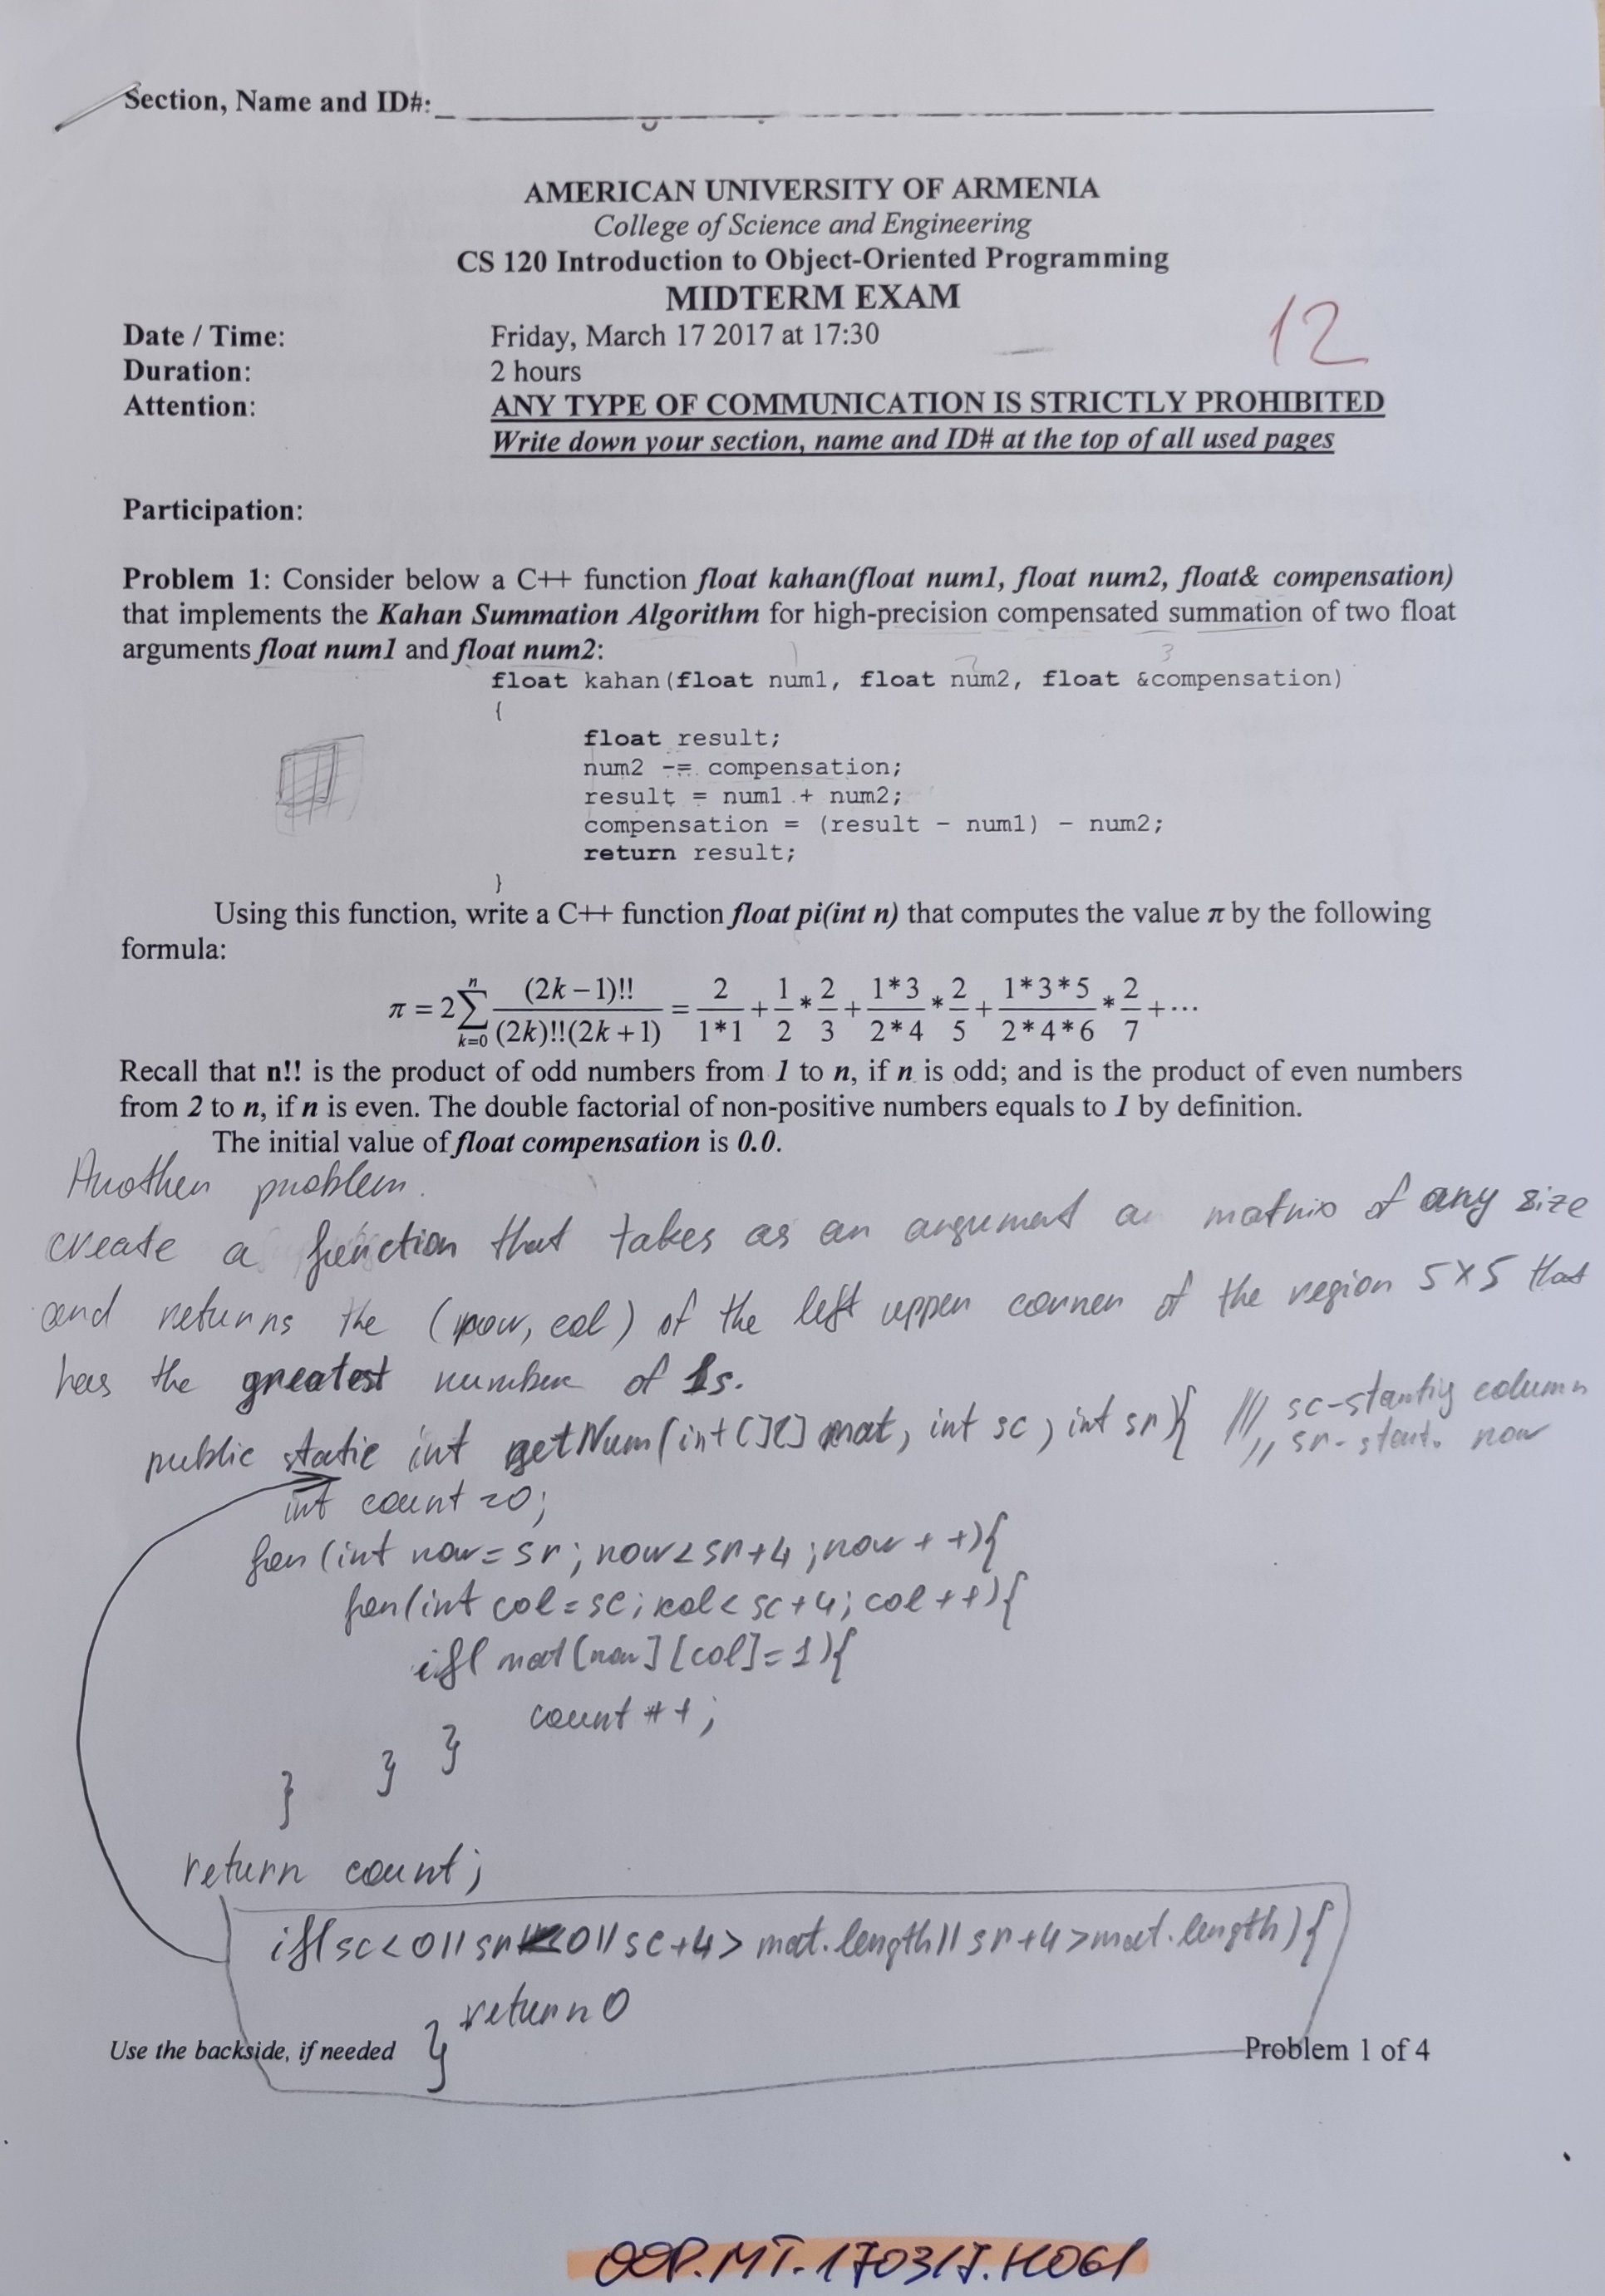 Section, Name and ID#:
AMERICAN UNIVERSITY OF ARMENIA
College of Science and Engineering
CS 120 Introduction to Object-Oriented Programming
MIDTERM EXAM
12
Date / Time: Friday, March 17 2017 at 17:30
Duration: 2 hours
Attention: ANY TYPE OF COMMUNICATION IS STRICTLY PROHIBITED
Write down your section, name and ID# at the top of all used pages
Participation:
Problem 1: Consider below a C++ function float kahan(float num1, float num2, float& compensation)
that implements the Kahan Summation Algorithm for high-precision compensated summation of two float
arguments float num1 and float num2:
1 2 3
float kahan(float num1, float num2, float &compensation)
{
float result;
num2 -= compensation;
result = num1 + num2;
compensation = (result - num1) - num2;
return result;
}
Using this function, write a C++ function float pi(int n) that computes the value π by the following
formula:
π = 2∑_{k=0}^{n} (2k−1)!!/((2k)!!(2k+1)) = 2/(1*1) + 1/2 * 2/3 + (1*3)/(2*4) * 2/5 + (1*3*5)/(2*4*6) * 2/7 + ⋯
Recall that n!! is the product of odd numbers from 1 to n, if n is odd; and is the product of even numbers
from 2 to n, if n is even. The double factorial of non-positive numbers equals to 1 by definition.
The initial value of float compensation is 0.0.
Another problem.
create a function that takes as an argument a matrix of any size
and returns the (row, col) of the left upper corner of the region 5×5 that
has the greatest number of 1s.
public static int getNum(int[][] mat, int sc, int sr){ /// sc-startig column
// sr-start. row
int count =0;
for (int row = sr; row < sr+4; row ++){
for(int col = sc; col < sc+4; col ++){
if( mat[row][col]=1){
count ++;
}
}
}
return count;
if(sc<0||sr<0||sc+4> mat.length|| sr+4>mat.length){
return 0
}
Use the backside, if needed Problem 1 of 4
OOP.MT.170317.H061